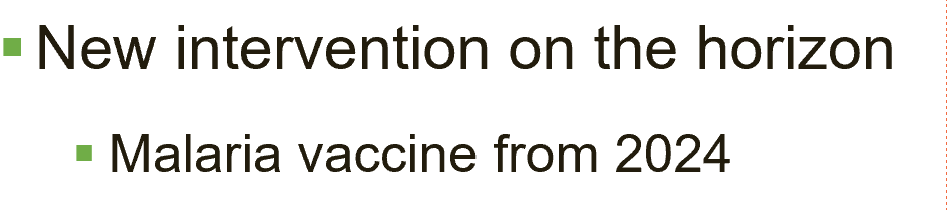 ▪ New intervention on the horizon
▪ Malaria vaccine from 2024